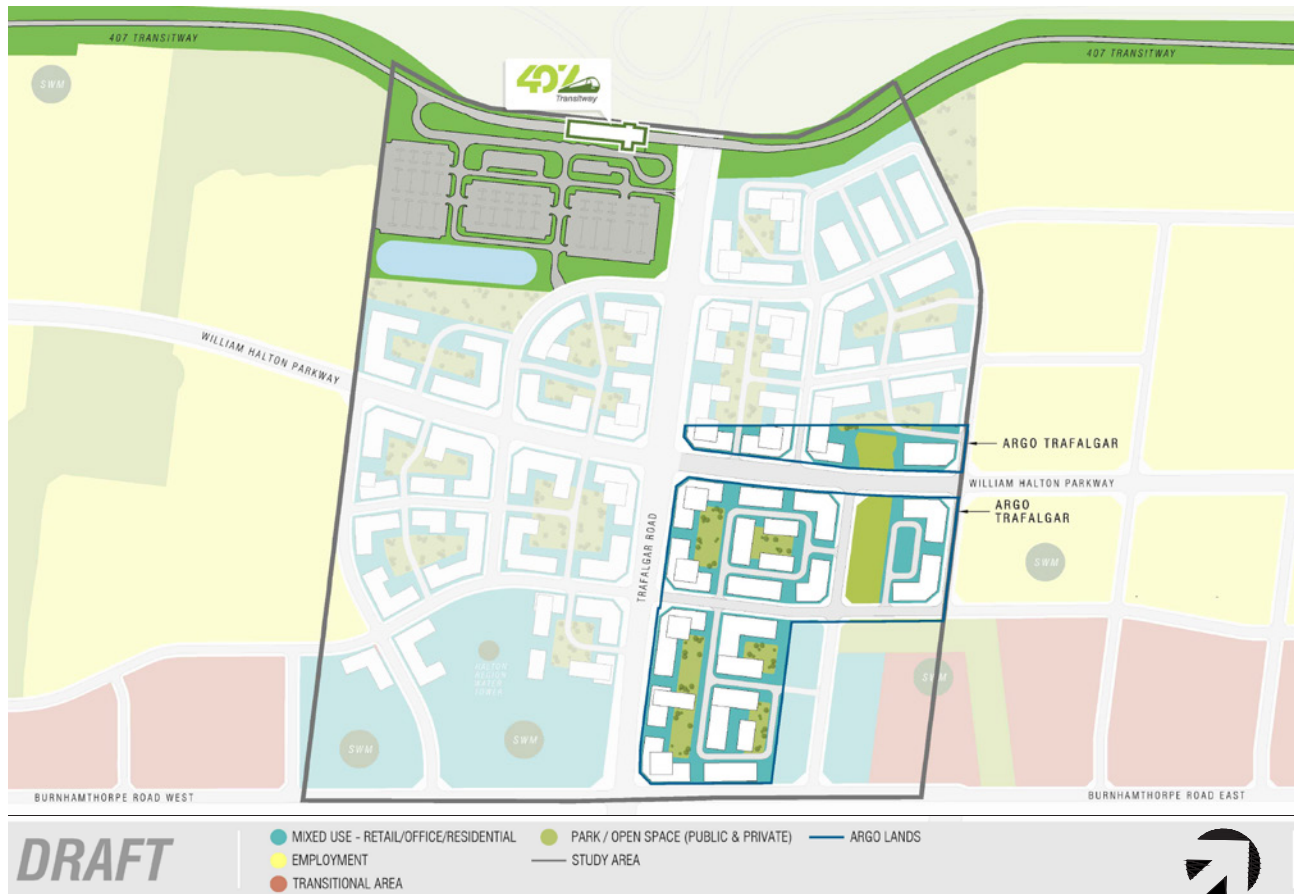 407 TRANSITWAY
407 TRANSITWAY
407
Transitway
SWM
WILLIAM HALTON PARKWAY
ARGO TRAFALGAR
WILLIAM HALTON PARKWAY
ARGO
TRAFALGAR
TRAFALGAR ROAD
SWM
HALTON
REGION
WATER
TOWER
SWM
SWM
SWM
BURNHAMTHORPE ROAD WEST
BURNHAMTHORPE ROAD EAST
DRAFT
MIXED USE - RETAIL/OFFICE/RESIDENTIAL
PARK / OPEN SPACE (PUBLIC & PRIVATE)
ARGO LANDS
EMPLOYMENT
STUDY AREA
TRANSITIONAL AREA